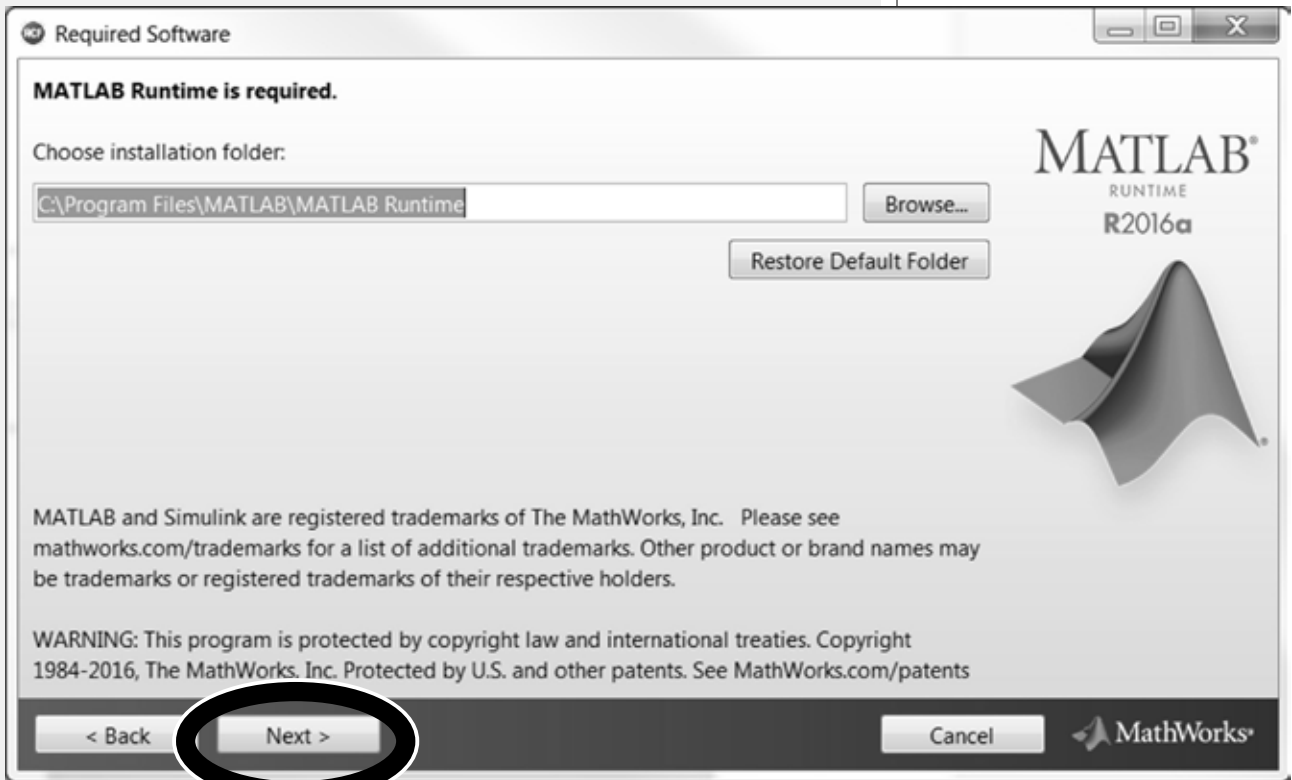 Required Software
MATLAB Runtime is required.
Choose installation folder:
C:\Program Files\MATLAB\MATLAB Runtime
Browse...
Restore Default Folder
MATLAB®
RUNTIME
R2016a
MATLAB and Simulink are registered trademarks of The MathWorks, Inc.   Please see
mathworks.com/trademarks for a list of additional trademarks. Other product or brand names may
be trademarks or registered trademarks of their respective holders.
WARNING: This program is protected by copyright law and international treaties. Copyright
1984-2016, The MathWorks. Inc. Protected by U.S. and other patents. See MathWorks.com/patents
< Back
Next >
Cancel
MathWorks®